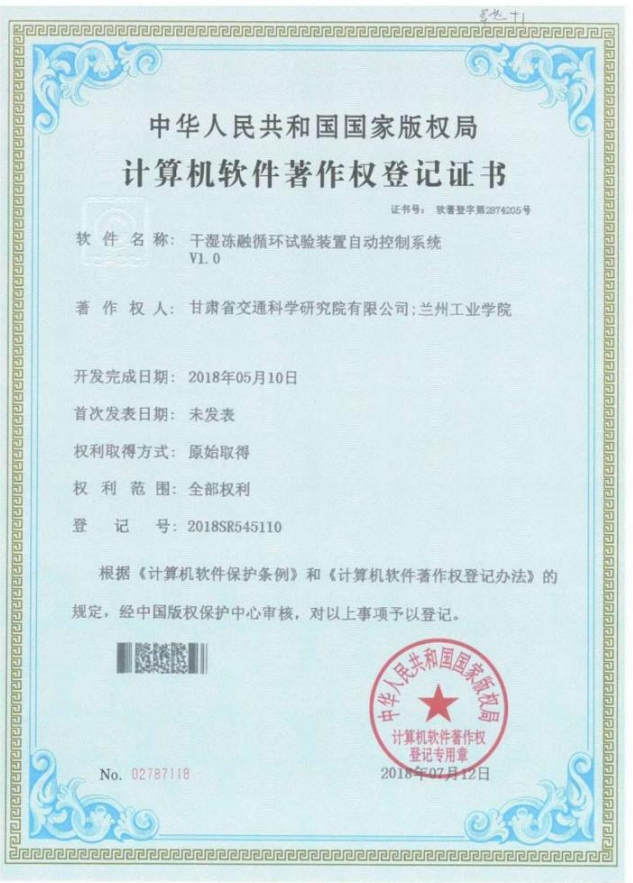 中华人民共和国国家版权局
计算机软件著作权登记证书
证书号： 软著登字第2874205号
软件名称： 干湿冻融循环试验装置自动控制系统
V1.0
著作权人： 甘肃省交通科学研究院有限公司;兰州工业学院
开发完成日期： 2018年05月10日
首次发表日期： 未发表
权利取得方式： 原始取得
权利范围： 全部权利
登记号： 2018SR545110
根据《计算机软件保护条例》和《计算机软件著作权登记办法》的
规定，经中国版权保护中心审核，对以上事项予以登记。
中华人民共和国国家版权局
计算机软件著作权
登记专用章
No. 02787118
2018年07月12日